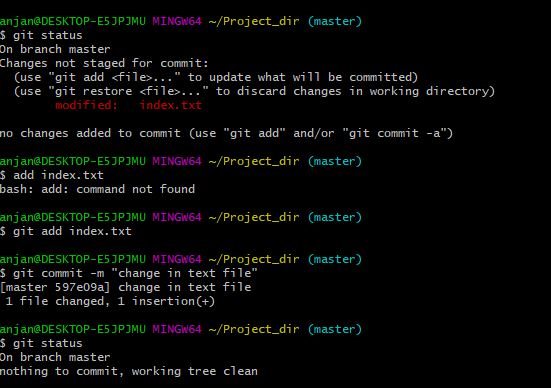 anjan@DESKTOP-E5JPJMU MINGW64 ~/Project_dir (master)
$ git status
On branch master
Changes not staged for commit:
  (use "git add <file>..." to update what will be committed)
  (use "git restore <file>..." to discard changes in working directory)
        modified:   index.txt

no changes added to commit (use "git add" and/or "git commit -a")

anjan@DESKTOP-E5JPJMU MINGW64 ~/Project_dir (master)
$ add index.txt
bash: add: command not found

anjan@DESKTOP-E5JPJMU MINGW64 ~/Project_dir (master)
$ git add index.txt

anjan@DESKTOP-E5JPJMU MINGW64 ~/Project_dir (master)
$ git commit -m "change in text file"
[master 597e09a] change in text file
 1 file changed, 1 insertion(+)

anjan@DESKTOP-E5JPJMU MINGW64 ~/Project_dir (master)
$ git status
On branch master
nothing to commit, working tree clean